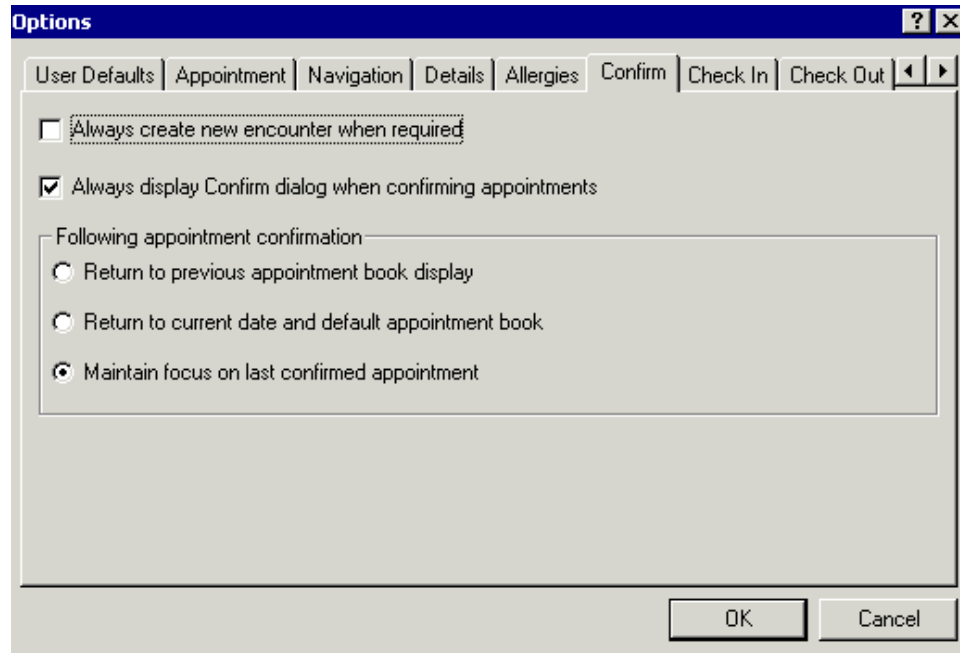 Options
User Defaults Appointment Navigation Details Allergies Confirm Check In Check Out
Always create new encounter when required
Always display Confirm dialog when confirming appointments
Following appointment confirmation
Return to previous appointment book display
Return to current date and default appointment book
Maintain focus on last confirmed appointment
OK Cancel